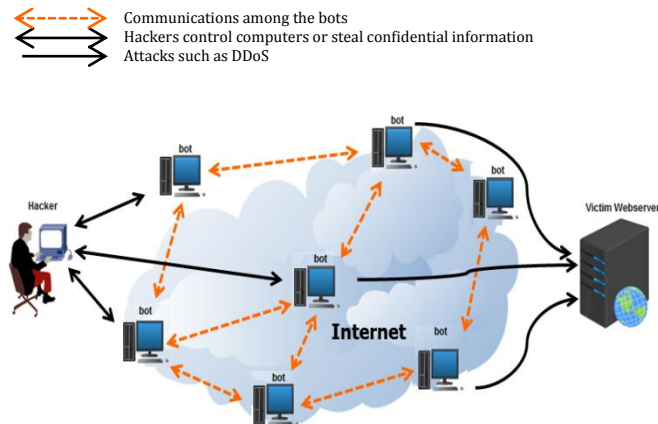 Communications among the bots
Hackers control computers or steal confidential information
Attacks such as DDoS
bot
bot
bot
Hacker
Victim Webserver
bot
bot
Internet
bot
bot